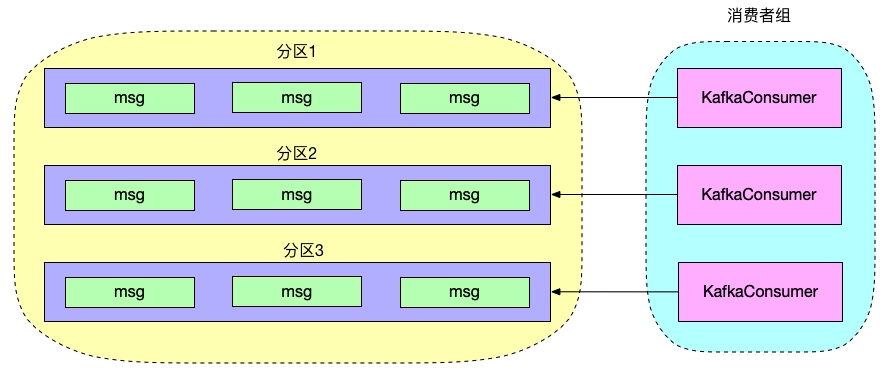 消费者组
分区1
msg msg msg
KafkaConsumer
分区2
msg msg msg
KafkaConsumer
分区3
msg msg msg
KafkaConsumer